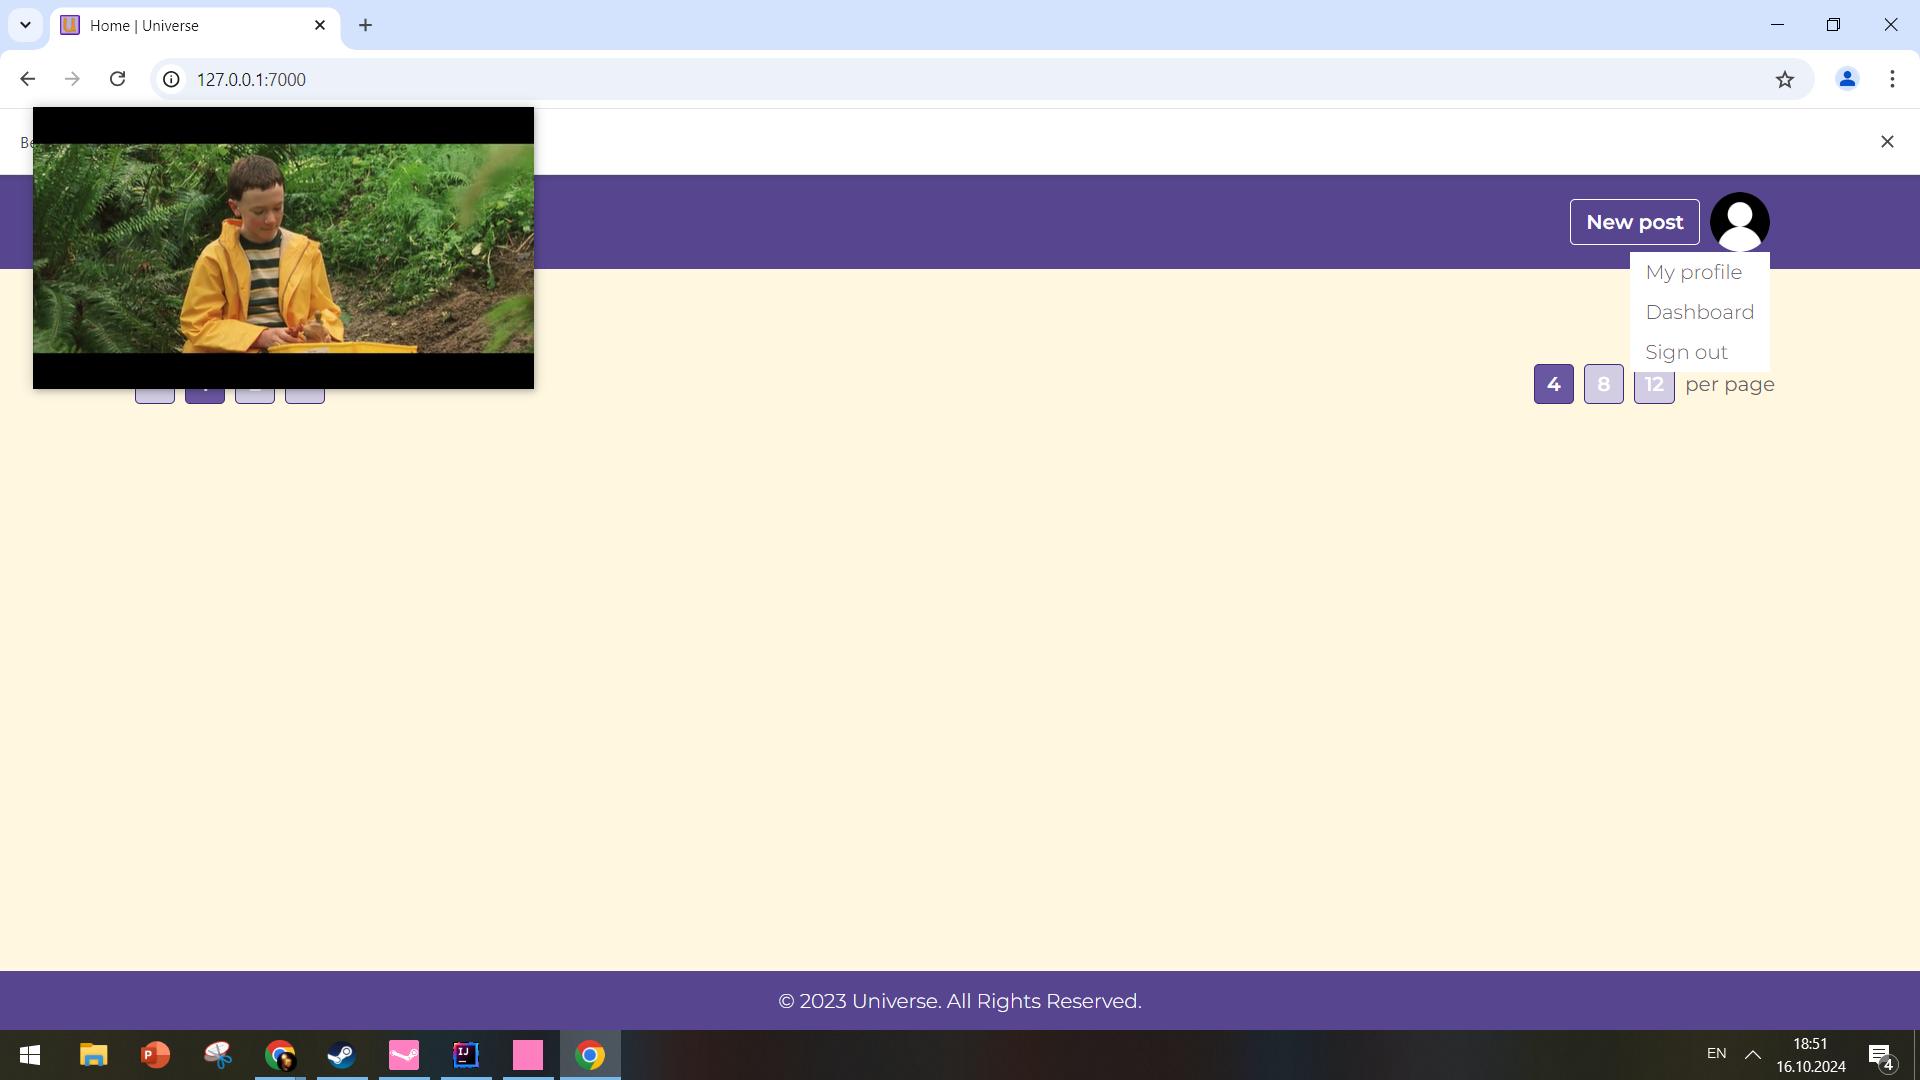 Home | Universe
127.0.0.1:7000
New post
My profile
Dashboard
Sign out
4 8 12 per page
© 2023 Universe. All Rights Reserved.
EN
18:51
16.10.2024
4